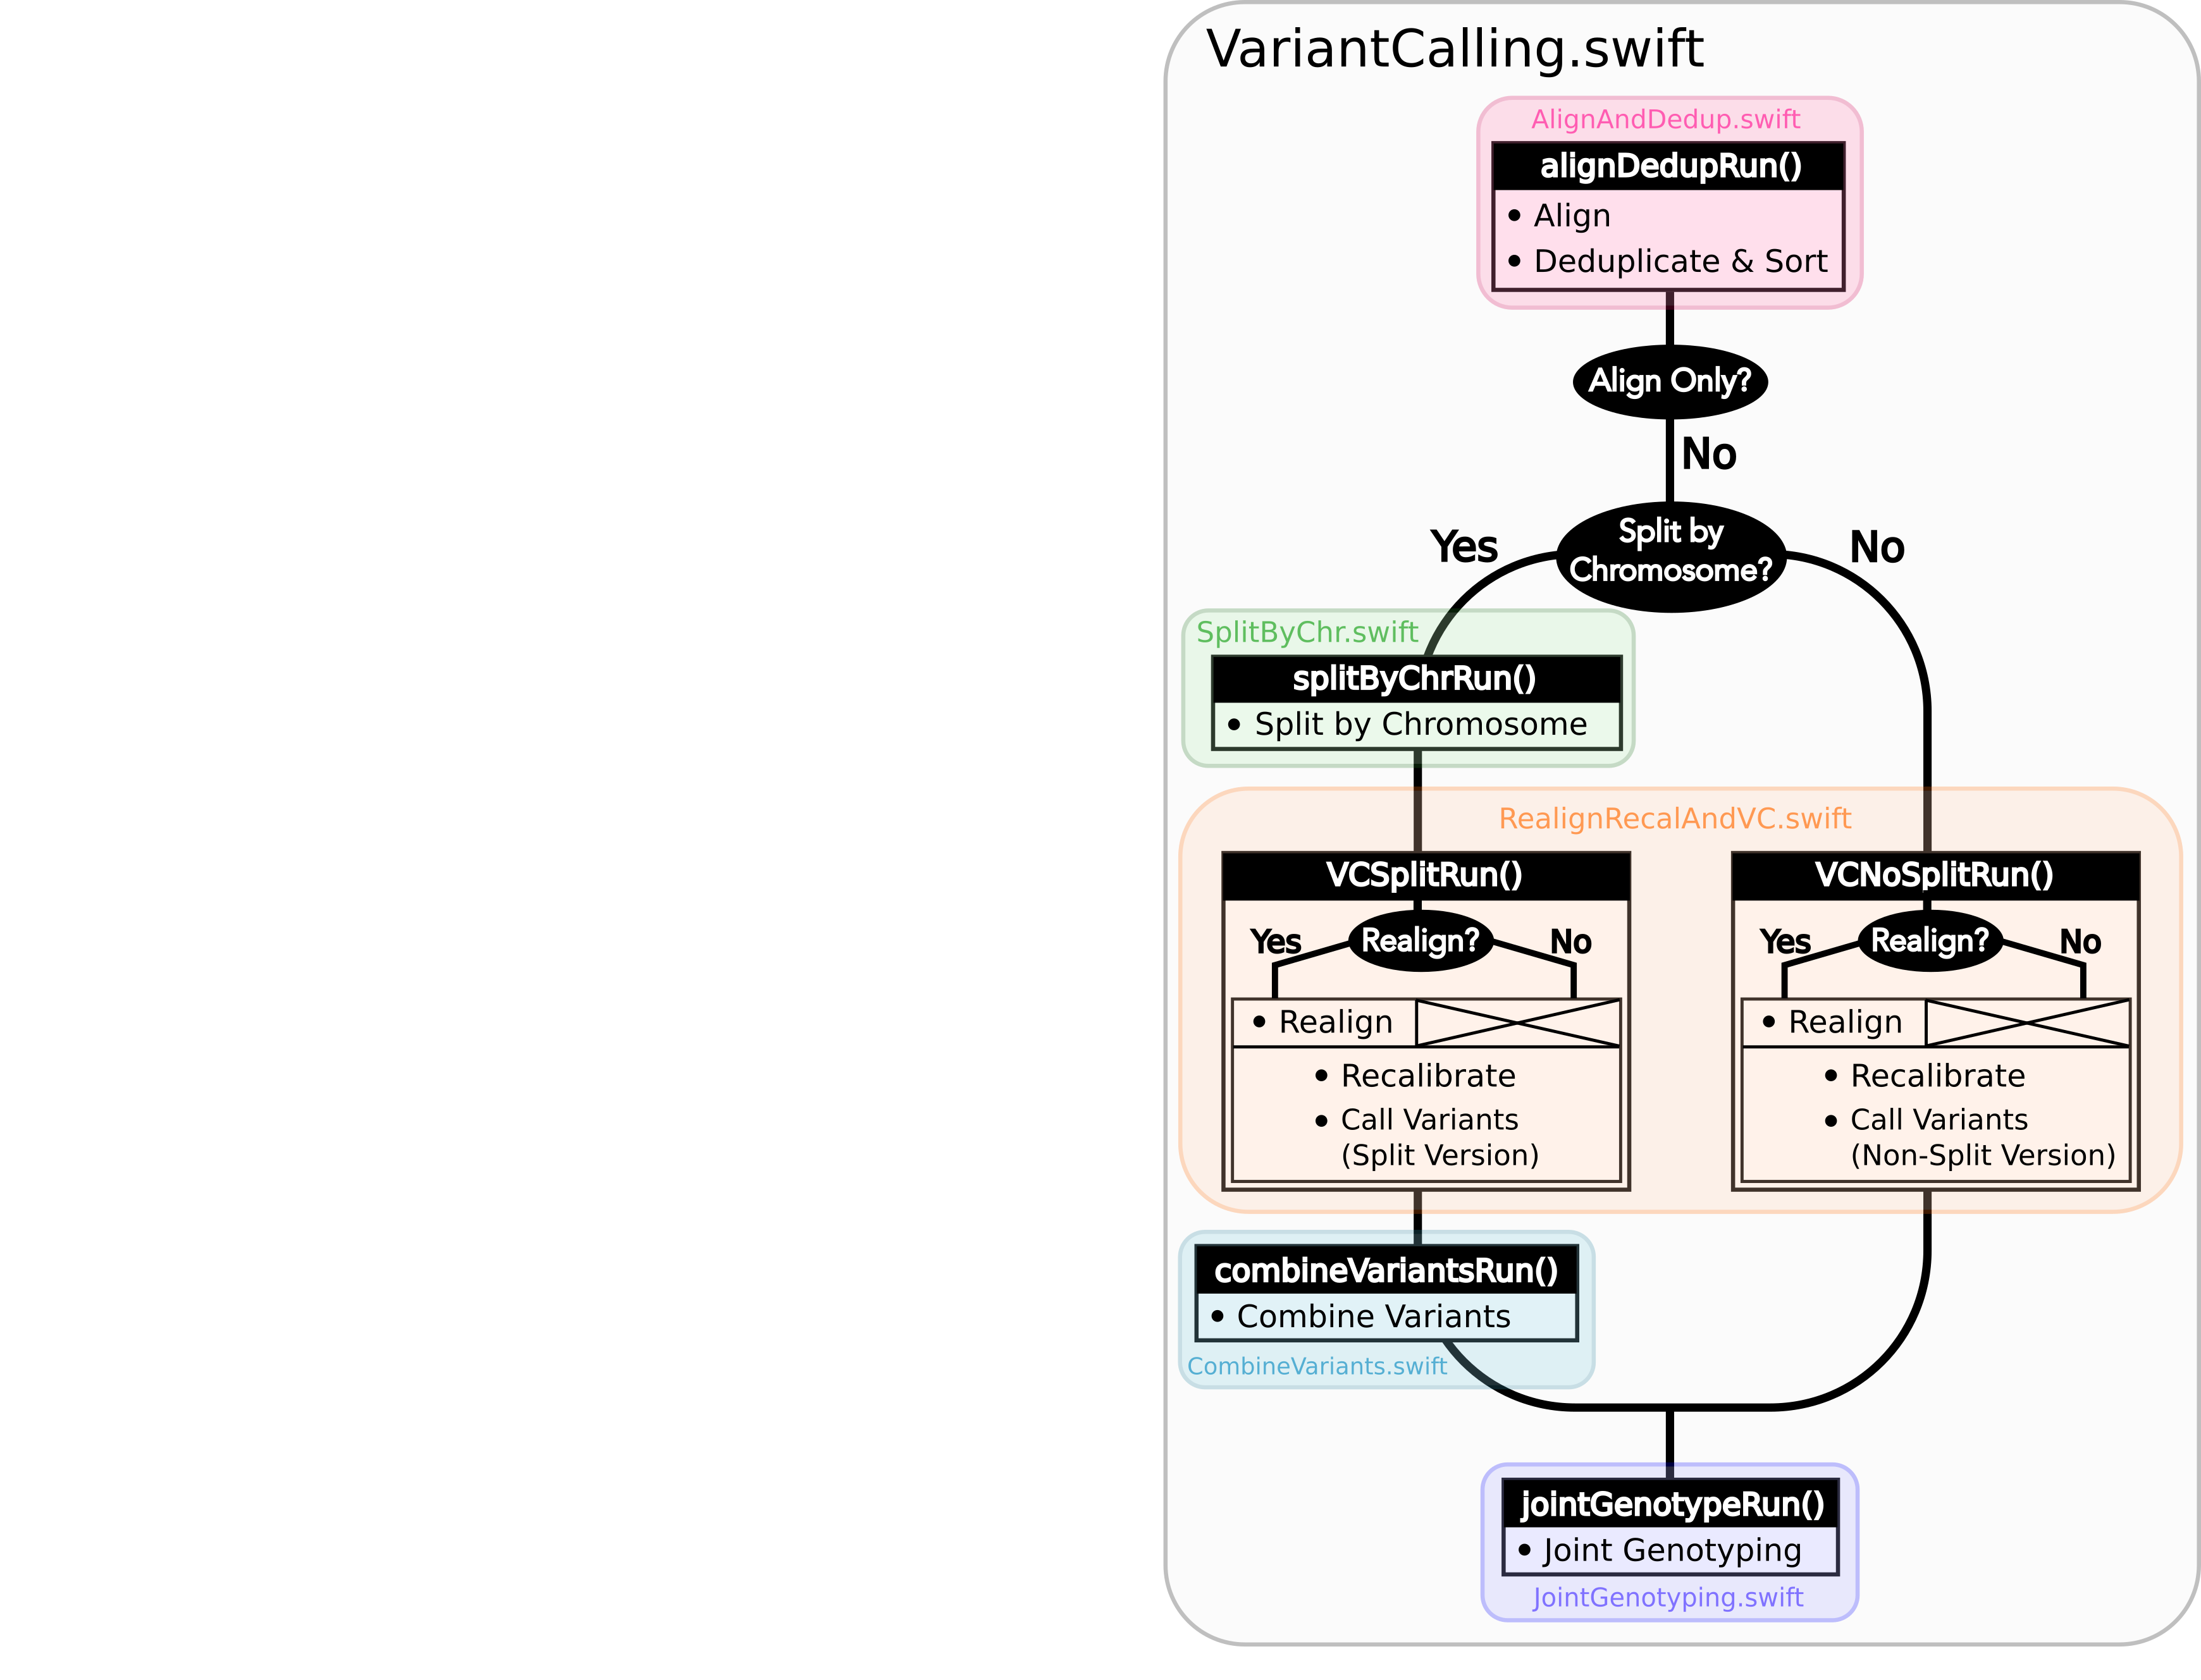 VariantCalling.swift
AlignAndDedup.swift
alignDedupRun()
• Align
• Deduplicate & Sort
Align Only?
No
Split by
Chromosome?
Yes
No
SplitByChr.swift
splitByChrRun()
• Split by Chromosome
RealignRecalAndVC.swift
VCSplitRun()
Realign?
Yes
No
• Realign
• Recalibrate
• Call Variants
(Split Version)
VCNoSplitRun()
Realign?
Yes
No
• Realign
• Recalibrate
• Call Variants
(Non-Split Version)
combineVariantsRun()
• Combine Variants
CombineVariants.swift
jointGenotypeRun()
• Joint Genotyping
JointGenotyping.swift